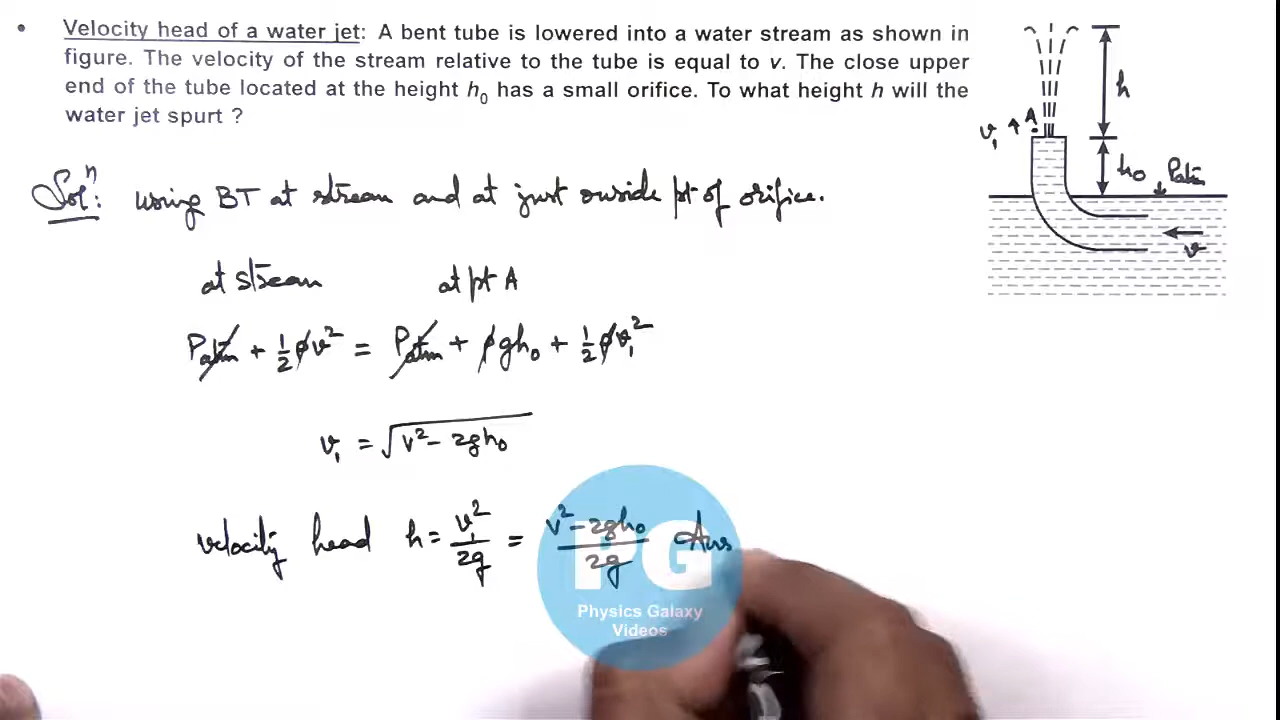 • Velocity head of a water jet: A bent tube is lowered into a water stream as shown in
figure. The velocity of the stream relative to the tube is equal to v. The close upper
end of the tube located at the height h₀ has a small orifice. To what height h will the
water jet spurt ?
h
v₁ ↑ A
h₀ Patm
v
Solⁿ: using BT at stream and at just ouside pt of orifice.
at stream at pt A
Patm + ½ρv² = Patm + ρgh₀ + ½ρv₁²
v₁ = √(v² - 2gh₀)
velocity head h = v₁²/2g = (v² - 2gh₀)/2g Ans
PG
Physics Galaxy
Videos